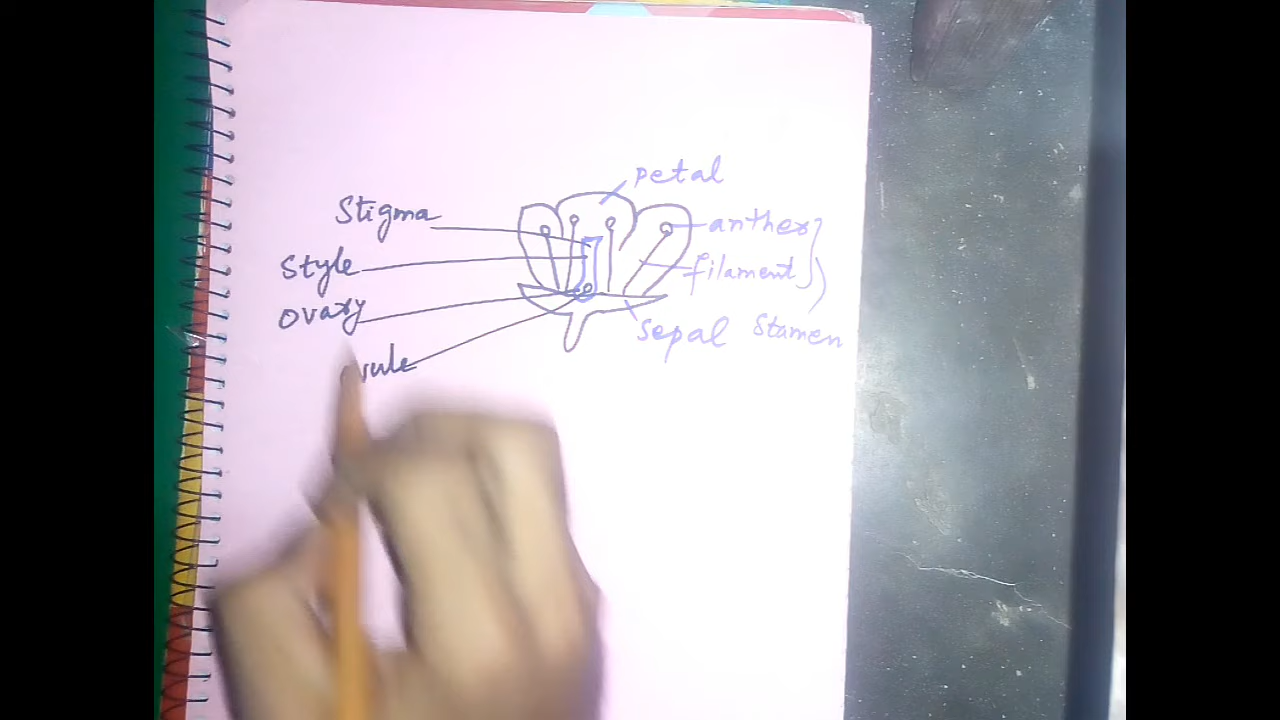 petal
Stigma
anther
Style
filament
ovary
Sepal
Stamen